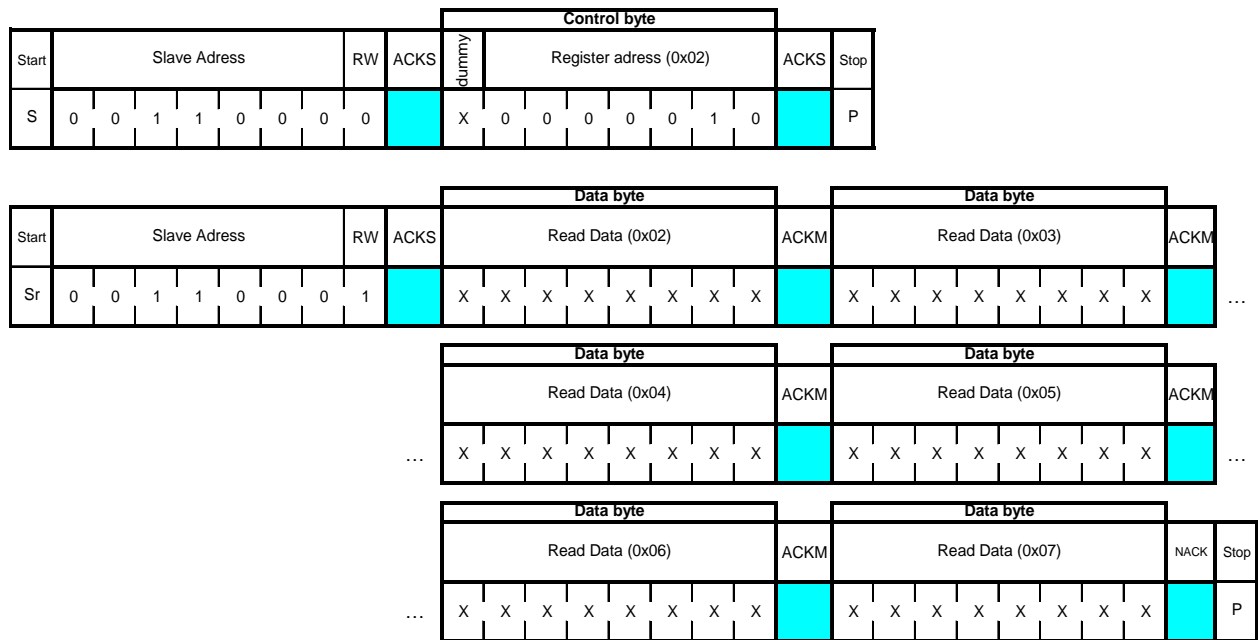 Control byte
Start Slave Adress RW ACKS dummy Register adress (0x02) ACKS Stop
S 0 0 1 1 0 0 0 0 X 0 0 0 0 0 1 0 P
Data byte Data byte
Start Slave Adress RW ACKS Read Data (0x02) ACKM Read Data (0x03) ACKM
Sr 0 0 1 1 0 0 0 1 X X X X X X X X X X X X X X X X …
Data byte Data byte
Read Data (0x04) ACKM Read Data (0x05) ACKM
… X X X X X X X X X X X X X X X X …
Data byte Data byte
Read Data (0x06) ACKM Read Data (0x07) NACK Stop
… X X X X X X X X X X X X X X X X P